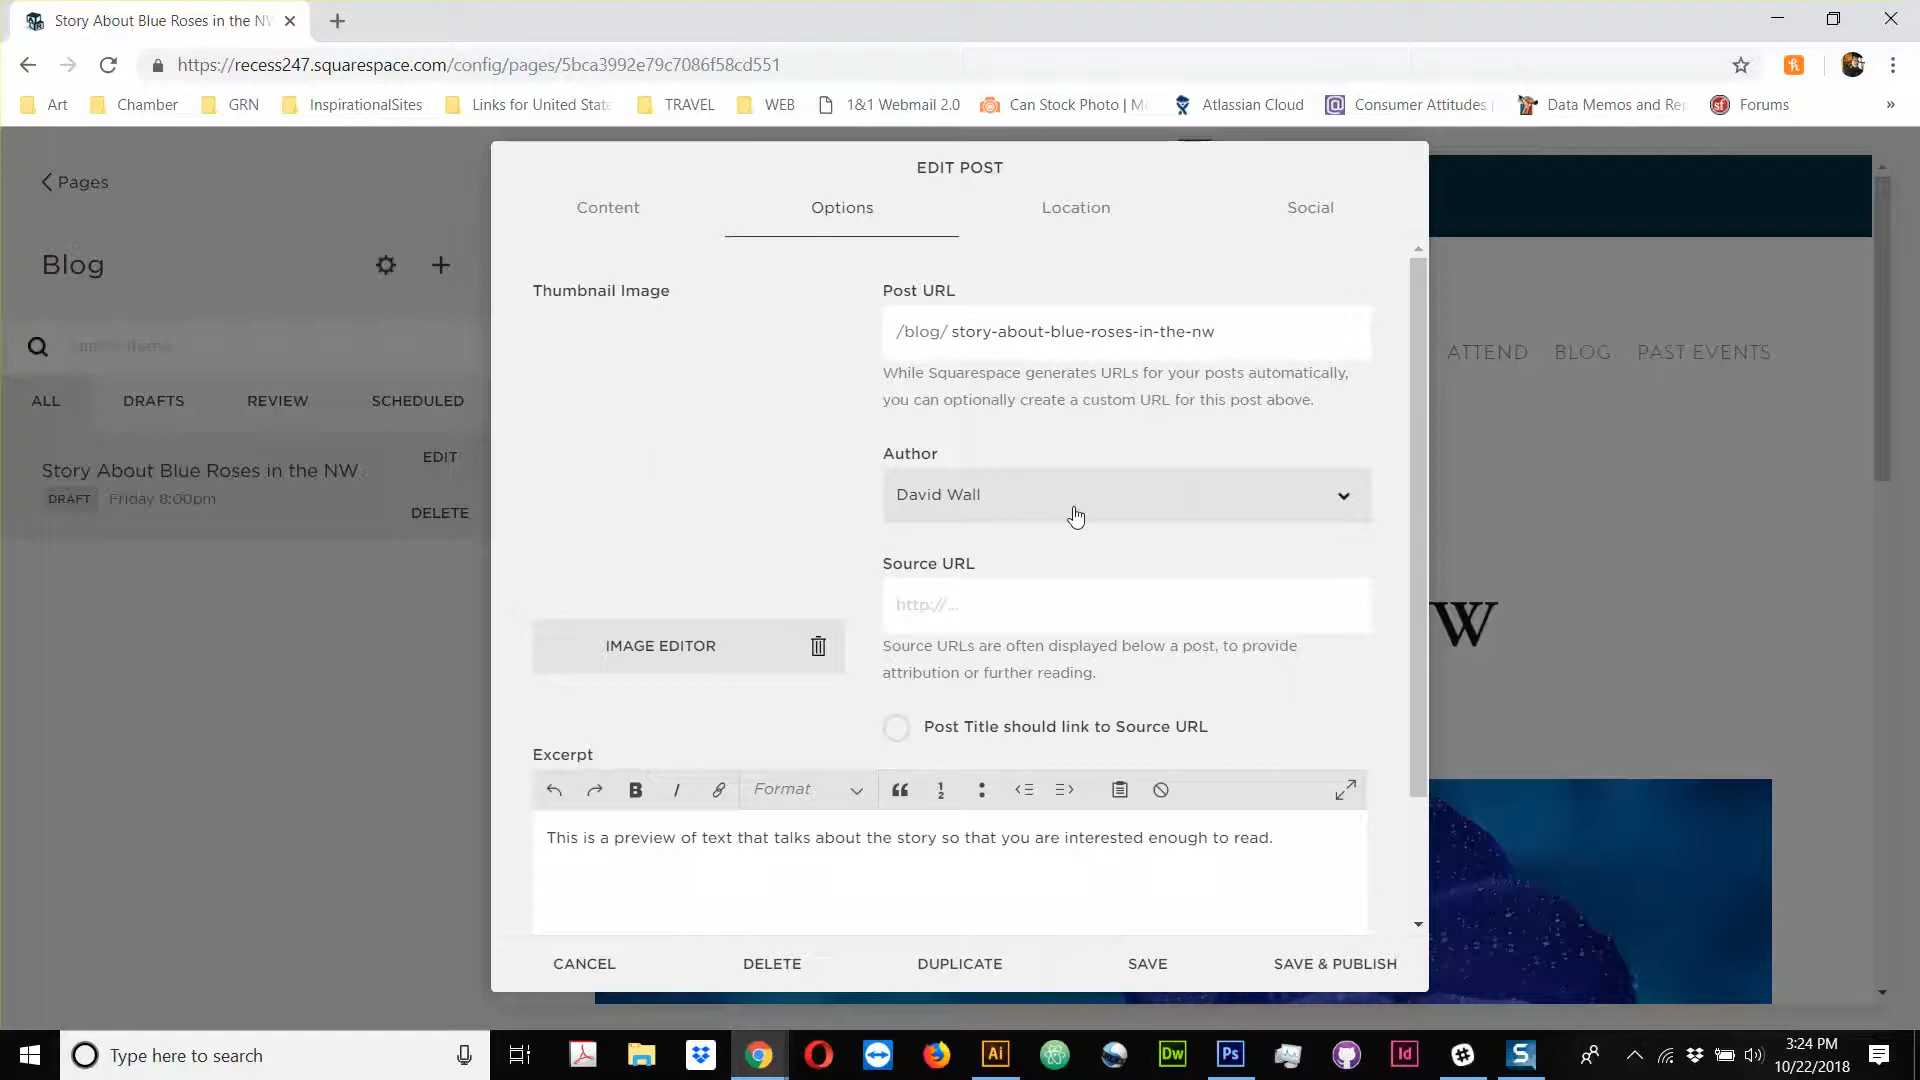 Story About Blue Roses in the NW
https://recess247.squarespace.com/config/pages/5bca3992e79c7086f58cd551
Art
Chamber
GRN
InspirationalSites
Links for United State
TRAVEL
WEB
1&1 Webmail 2.0
Can Stock Photo | M
Atlassian Cloud
Consumer Attitudes
Data Memos and Rep
Forums
»
EDIT POST
Content
Options
Location
Social
Pages
Blog
ALL
DRAFTS
REVIEW
SCHEDULED
Story About Blue Roses in the NW
EDIT
DRAFT Friday 8:00pm
DELETE
Thumbnail Image
IMAGE EDITOR
Post URL
/blog/ story-about-blue-roses-in-the-nw
While Squarespace generates URLs for your posts automatically,
you can optionally create a custom URL for this post above.
Author
David Wall
Source URL
http://...
Source URLs are often displayed below a post, to provide
attribution or further reading.
Post Title should link to Source URL
Excerpt
B I Format
This is a preview of text that talks about the story so that you are interested enough to read.
CANCEL
DELETE
DUPLICATE
SAVE
SAVE & PUBLISH
ATTEND BLOG PAST EVENTS
W
Type here to search
Ai
Dw
Ps
Id
S
3:24 PM
10/22/2018